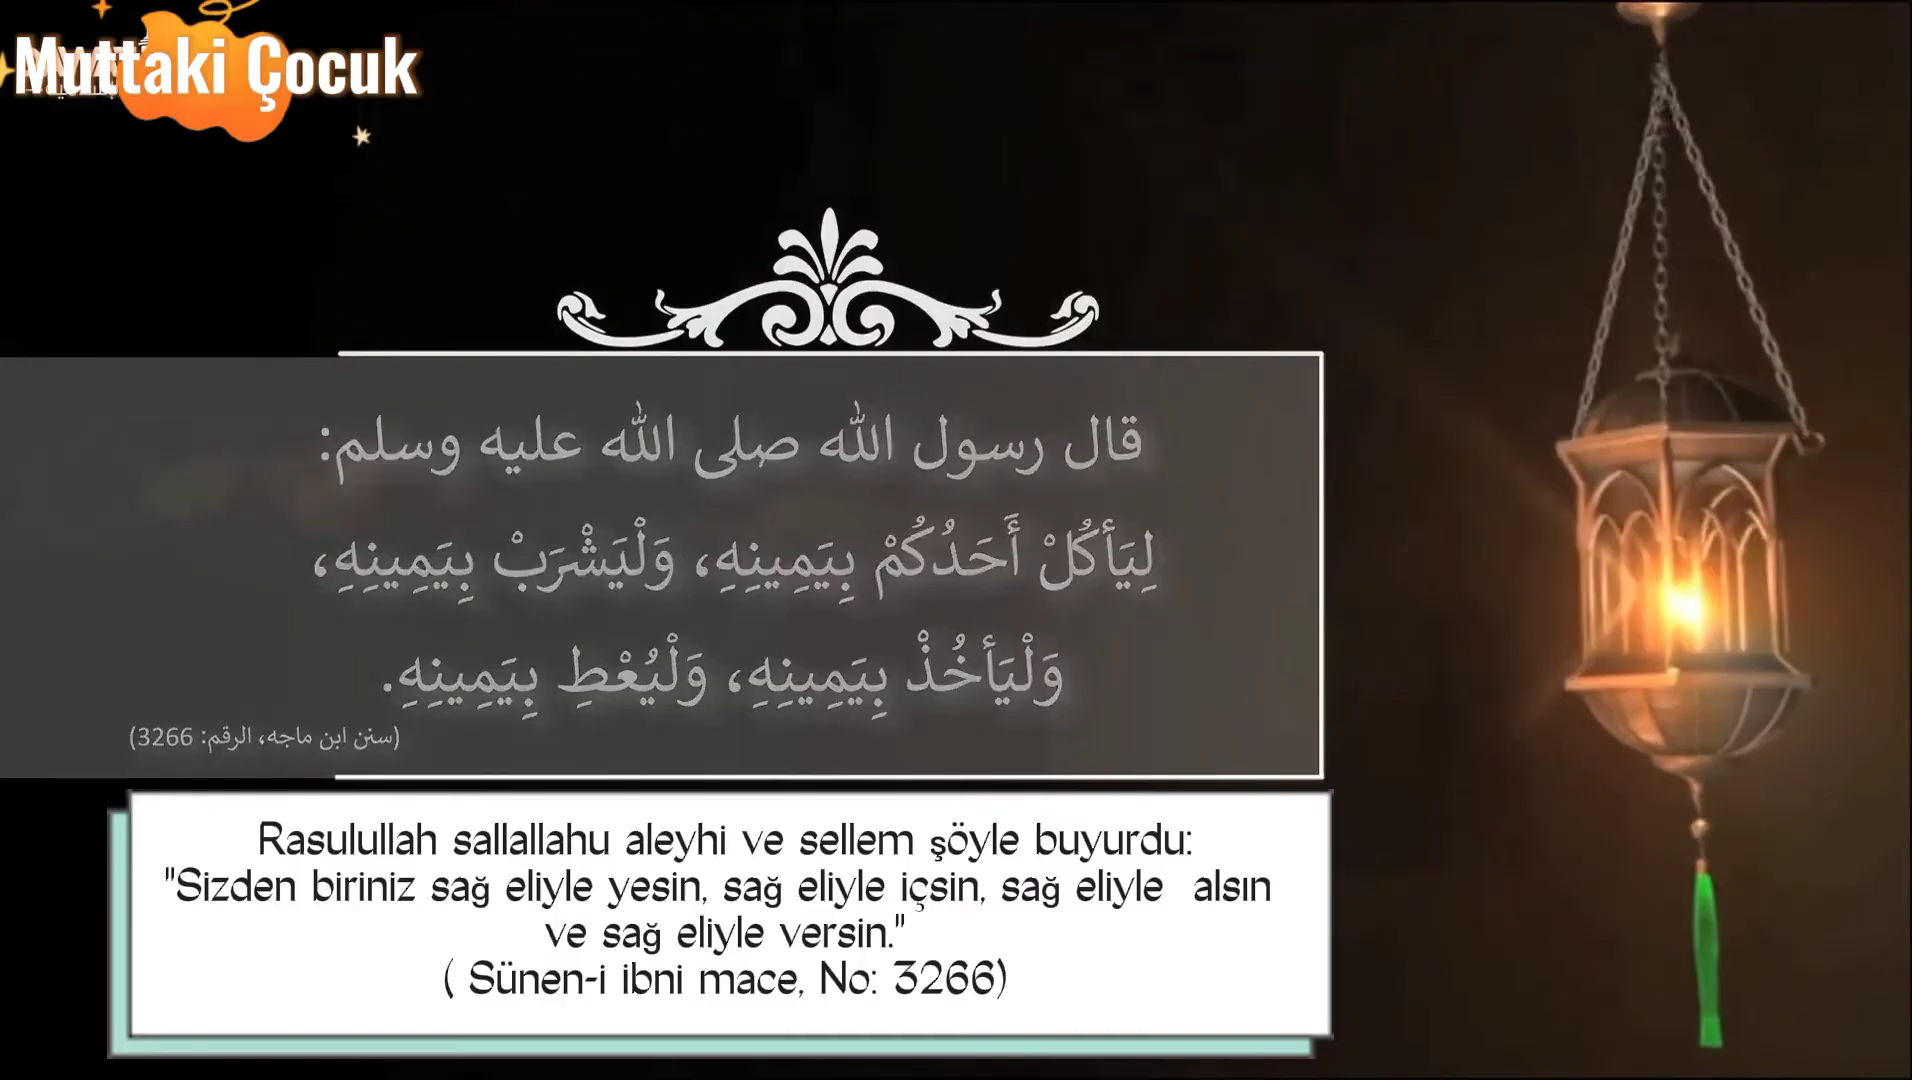 Muttaki Çocuk
قال رسول الله صلى الله عليه وسلم:
لِيَأكُلْ أَحَدُكُمْ بِيَمِينِهِ، وَلْيَشْرَبْ بِيَمِينِهِ،
وَلْيَأخُذْ بِيَمِينِهِ، وَلْيُعْطِ بِيَمِينِهِ.
(سنن ابن ماجه، الرقم: 3266)
Rasulullah sallallahu aleyhi ve sellem şöyle buyurdu:
"Sizden biriniz sağ eliyle yesin, sağ eliyle içsin, sağ eliyle alsın
ve sağ eliyle versin."
( Sünen-i ibni mace, No: 3266)